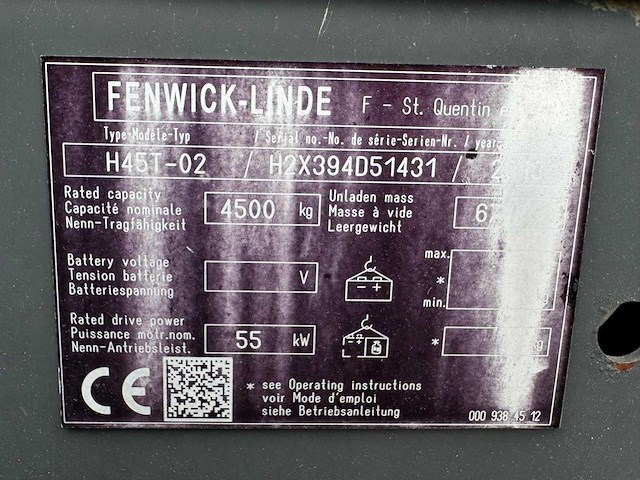 FENWICK-LINDE F - St. Quentin
Type-Modèle-Typ / Serial no.-No. de série-Serien-Nr. / year
H45T-02 / H2X394D51431 /
Rated capacity
Capacité nominale
Nenn-Tragfähigkeit
4500 kg
Unladen mass
Masse à vide
Leergewicht
Battery voltage
Tension batterie
Batteriespannung
V
- +
max.
*
min.
Rated drive power
Puissance motr.nom.
Nenn-Antriebsleist.
55 kW
*
CE
* see Operating instructions
voir Mode d'emploi
siehe Betriebsanleitung
000 938 45 12